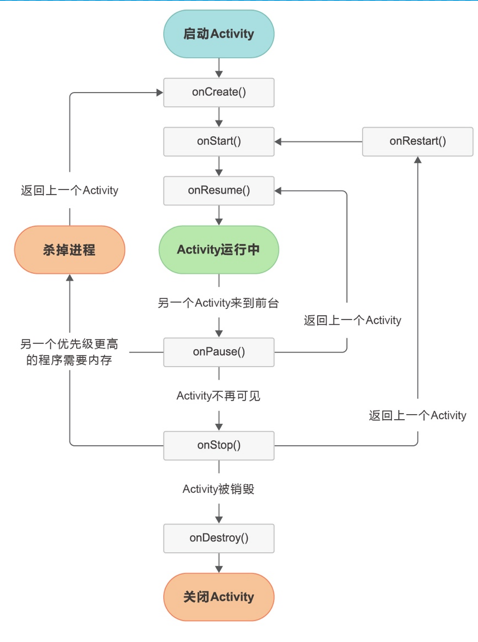 启动Activity
onCreate()
onStart()
onRestart()
返回上一个Activity
onResume()
杀掉进程
Activity运行中
另一个Activity来到前台
返回上一个Activity
另一个优先级更高
的程序需要内存
onPause()
Activity不再可见
返回上一个Activity
onStop()
Activity被销毁
onDestroy()
关闭Activity